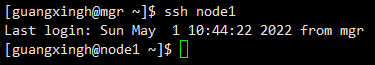 [guangxingh@mgr ~]$ ssh node1
Last login: Sun May  1 10:44:22 2022 from mgr
[guangxingh@node1 ~]$